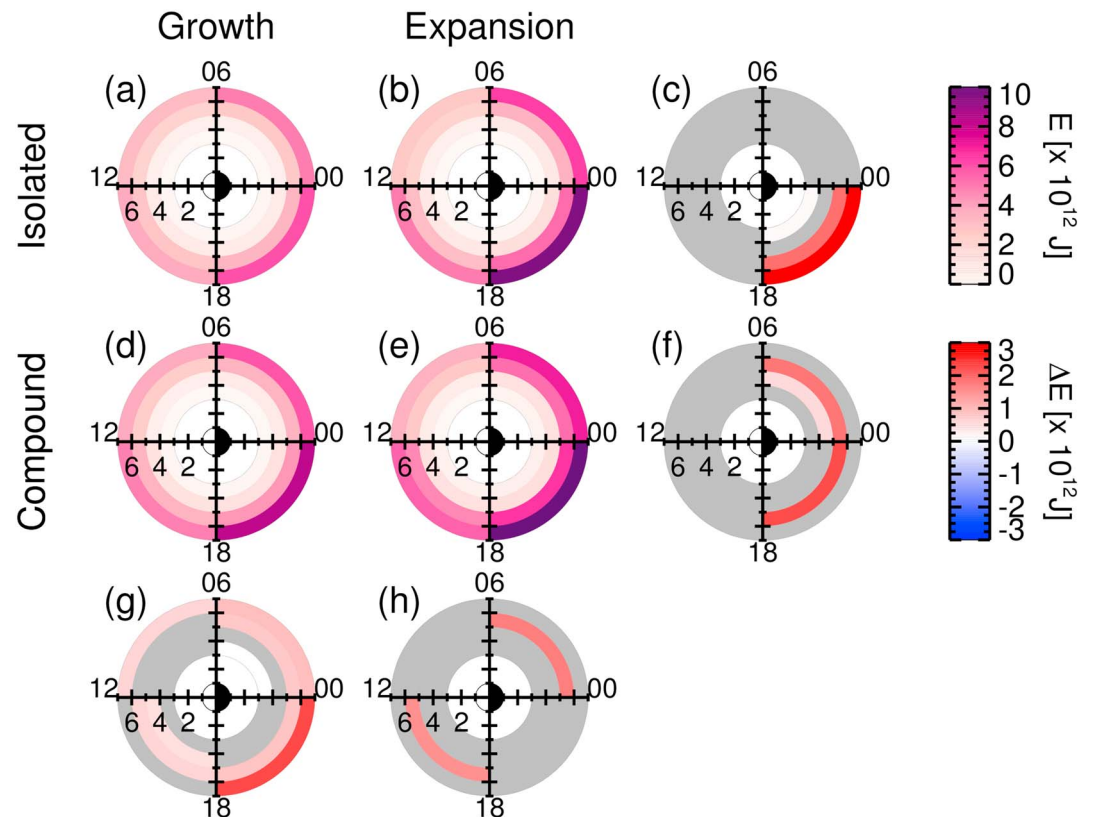 Growth Expansion
Isolated
(a) 06 12 00 6 4 2 18
(b) 06 12 00 6 4 2 18
(c) 06 12 00 6 4 2 18
10 8 6 4 2 0
E [x 10¹² J]
Compound
(d) 06 12 00 6 4 2 18
(e) 06 12 00 6 4 2 18
(f) 06 12 00 6 4 2 18
3 2 1 0 -1 -2 -3
ΔE [x 10¹² J]
(g) 06 12 00 6 4 2 18
(h) 06 12 00 6 4 2 18